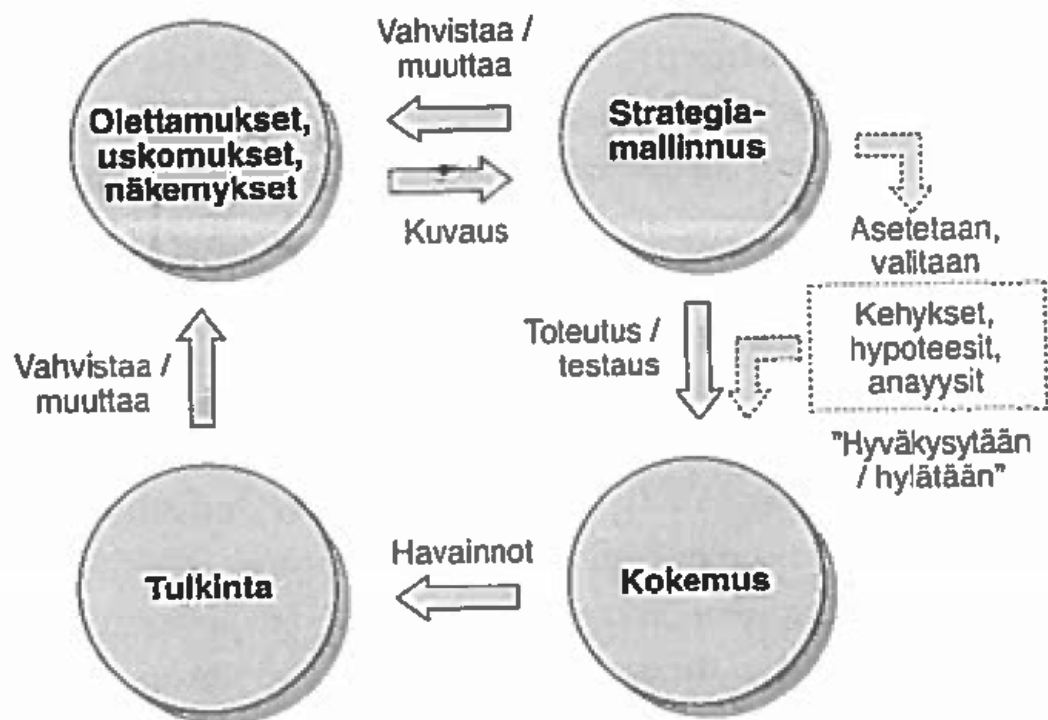 Vahvistaa /
muuttaa
Olettamukset,
uskomukset,
näkemykset
Strategia-
mallinnus
Kuvaus
Asetetaan,
valitaan
Kehykset,
hypoteesit,
anayysit
Toteutus /
testaus
Vahvistaa /
muuttaa
"Hyväkysytään
/ hylätään"
Havainnot
Tulkinta
Kokemus